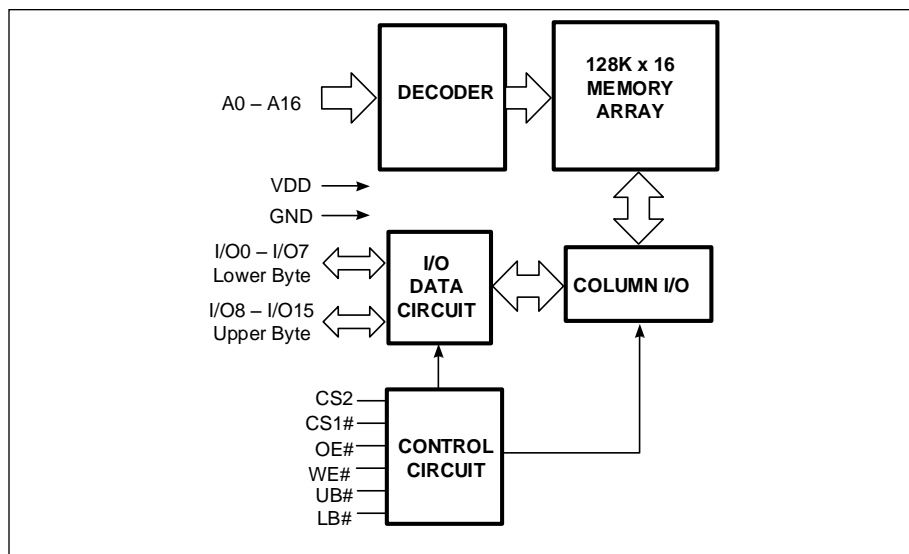 A0 – A16
DECODER
128K x 16
MEMORY
ARRAY
VDD
GND
I/O0 – I/O7
Lower Byte
I/O8 – I/O15
Upper Byte
I/O
DATA
CIRCUIT
COLUMN I/O
CS2
CS1#
OE#
WE#
UB#
LB#
CONTROL
CIRCUIT